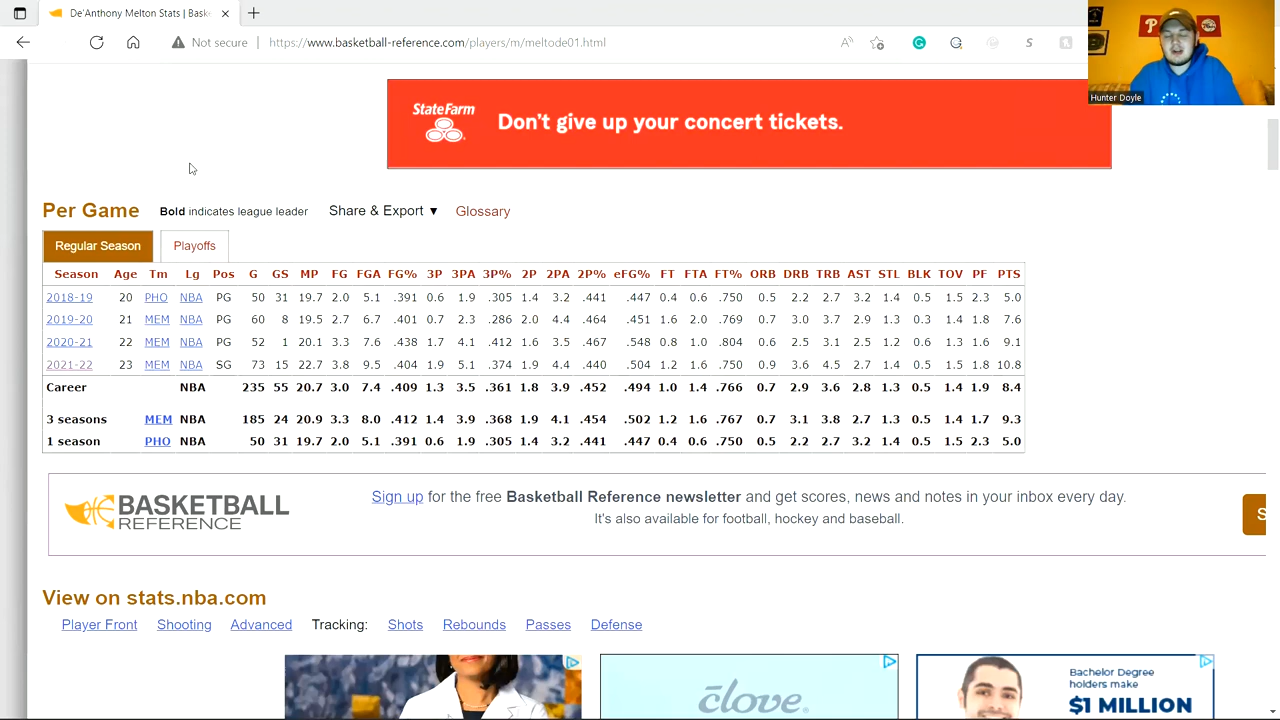 De'Anthony Melton Stats | Bask
Not secure
https://www.basketball-reference.com/players/m/meltode01.html
Hunter Doyle
StateFarm
Don't give up your concert tickets.
Per Game Bold indicates league leader Share & Export ▼ Glossary
Regular Season Playoffs
Season Age Tm Lg Pos G GS MP FG FGA FG% 3P 3PA 3P% 2P 2PA 2P% eFG% FT FTA FT% ORB DRB TRB AST STL BLK TOV PF PTS
2018-19 20 PHO NBA PG 50 31 19.7 2.0 5.1 .391 0.6 1.9 .305 1.4 3.2 .441 .447 0.4 0.6 .750 0.5 2.2 2.7 3.2 1.4 0.5 1.5 2.3 5.0
2019-20 21 MEM NBA PG 60 8 19.5 2.7 6.7 .401 0.7 2.3 .286 2.0 4.4 .464 .451 1.6 2.0 .769 0.7 3.0 3.7 2.9 1.3 0.3 1.4 1.8 7.6
2020-21 22 MEM NBA PG 52 1 20.1 3.3 7.6 .438 1.7 4.1 .412 1.6 3.5 .467 .548 0.8 1.0 .804 0.6 2.5 3.1 2.5 1.2 0.6 1.3 1.6 9.1
2021-22 23 MEM NBA SG 73 15 22.7 3.8 9.5 .404 1.9 5.1 .374 1.9 4.4 .440 .504 1.2 1.6 .750 0.9 3.6 4.5 2.7 1.4 0.5 1.5 1.8 10.8
Career NBA 235 55 20.7 3.0 7.4 .409 1.3 3.5 .361 1.8 3.9 .452 .494 1.0 1.4 .766 0.7 2.9 3.6 2.8 1.3 0.5 1.4 1.9 8.4
3 seasons MEM NBA 185 24 20.9 3.3 8.0 .412 1.4 3.9 .368 1.9 4.1 .454 .502 1.2 1.6 .767 0.7 3.1 3.8 2.7 1.3 0.5 1.4 1.7 9.3
1 season PHO NBA 50 31 19.7 2.0 5.1 .391 0.6 1.9 .305 1.4 3.2 .441 .447 0.4 0.6 .750 0.5 2.2 2.7 3.2 1.4 0.5 1.5 2.3 5.0
BASKETBALL
REFERENCE
Sign up for the free Basketball Reference newsletter and get scores, news and notes in your inbox every day.
It's also available for football, hockey and baseball.
S
View on stats.nba.com
Player Front Shooting Advanced Tracking: Shots Rebounds Passes Defense
clove
Bachelor Degree
holders make
$1 MILLION